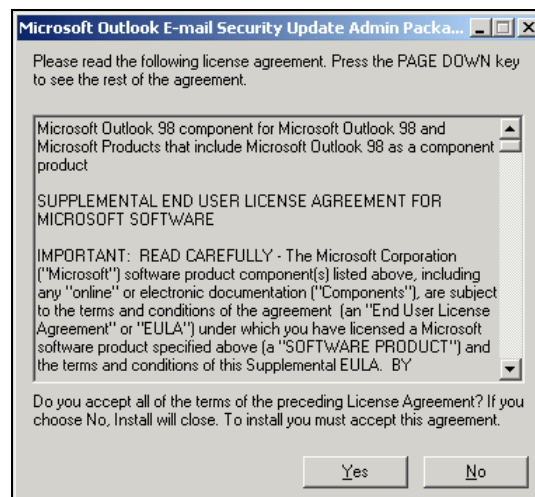 Microsoft Outlook E-mail Security Update Admin Packa...
Please read the following license agreement. Press the PAGE DOWN key
to see the rest of the agreement.
Microsoft Outlook 98 component for Microsoft Outlook 98 and
Microsoft Products that include Microsoft Outlook 98 as a component
product
SUPPLEMENTAL END USER LICENSE AGREEMENT FOR
MICROSOFT SOFTWARE
IMPORTANT:  READ CAREFULLY - The Microsoft Corporation
("Microsoft") software product component(s) listed above, including
any "online" or electronic documentation ("Components"), are subject
to the terms and conditions of the agreement  (an "End User License
Agreement" or "EULA") under which you have licensed a Microsoft
software product specified above (a "SOFTWARE PRODUCT") and
the terms and conditions of this Supplemental EULA.  BY
Do you accept all of the terms of the preceding License Agreement? If you
choose No, Install will close. To install you must accept this agreement.
Yes No